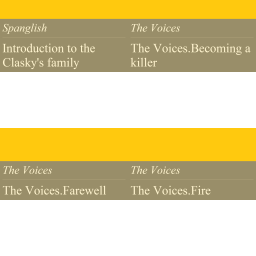 Spanglish
The Voices
Introduction to the
Clasky's family
The Voices.Becoming a
killer
The Voices
The Voices
The Voices.Farewell
The Voices.Fire